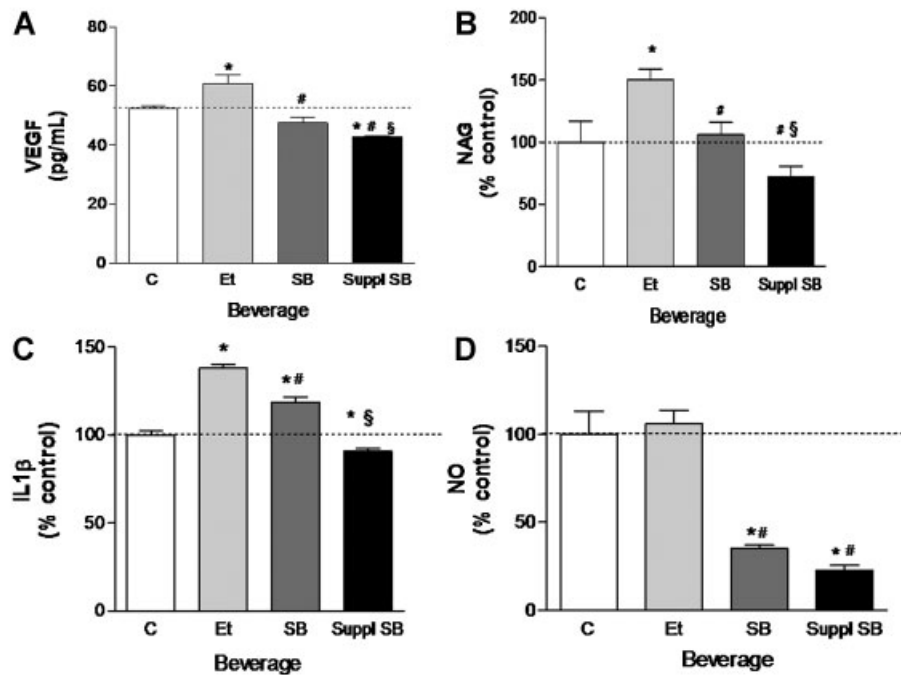 A
80
60
40
20
0
VEGF
(pg/mL)
*
#
* # §
C Et SB Suppl SB
Beverage
B
200
150
100
50
0
NAG
(% control)
*
#
# §
C Et SB Suppl SB
Beverage
C
150
100
50
0
IL1β
(% control)
*
*#
* §
C Et SB Suppl SB
Beverage
D
150
100
50
0
NO
(% control)
*#
* #
C Et SB Suppl SB
Beverage